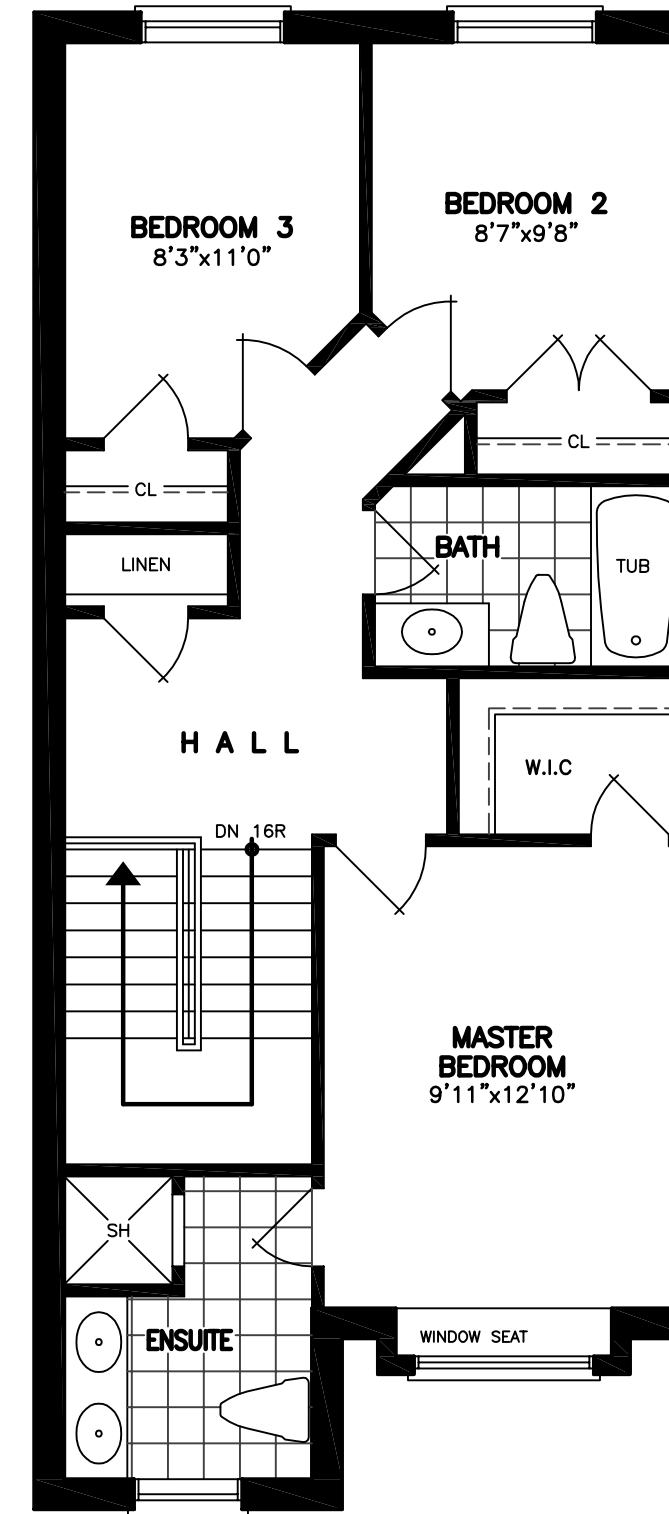 BEDROOM 3
8'3"x11'0"
BEDROOM 2
8'7"x9'8"
CL
CL
LINEN
BATH
TUB
HALL
W.I.C
DN 16R
MASTER
BEDROOM
9'11"x12'10"
SH
ENSUITE
WINDOW SEAT